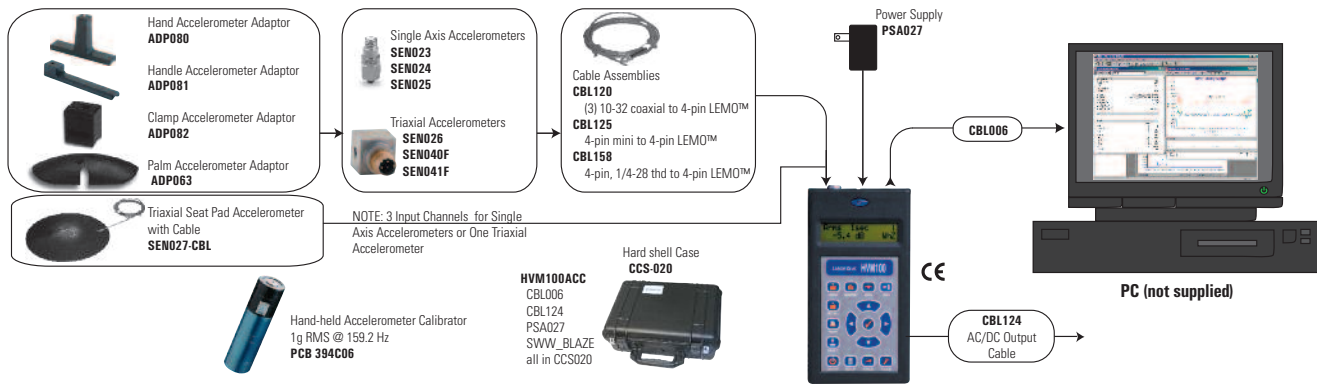 Hand Accelerometer Adaptor
ADP080
Handle Accelerometer Adaptor
ADP081
Clamp Accelerometer Adaptor
ADP082
Palm Accelerometer Adaptor
ADP063
Triaxial Seat Pad Accelerometer
with Cable
SEN027-CBL
Single Axis Accelerometers
SEN023
SEN024
SEN025
Triaxial Accelerometers
SEN026
SEN040F
SEN041F
Cable Assemblies
CBL120
(3) 10-32 coaxial to 4-pin LEMO™
CBL125
4-pin mini to 4-pin LEMO™
CBL158
4-pin, 1/4-28 thd to 4-pin LEMO™
NOTE: 3 Input Channels for Single
Axis Accelerometers or One Triaxial
Accelerometer
Power Supply
PSA027
CBL006
PC (not supplied)
CBL124
AC/DC Output
Cable
CE
HVM100
-5.4 dB
Hard shell Case
CCS-020
HVM100ACC
CBL006
CBL124
PSA027
SWW_BLAZE
all in CCS020
Hand-held Accelerometer Calibrator
1g RMS @ 159.2 Hz
PCB 394C06